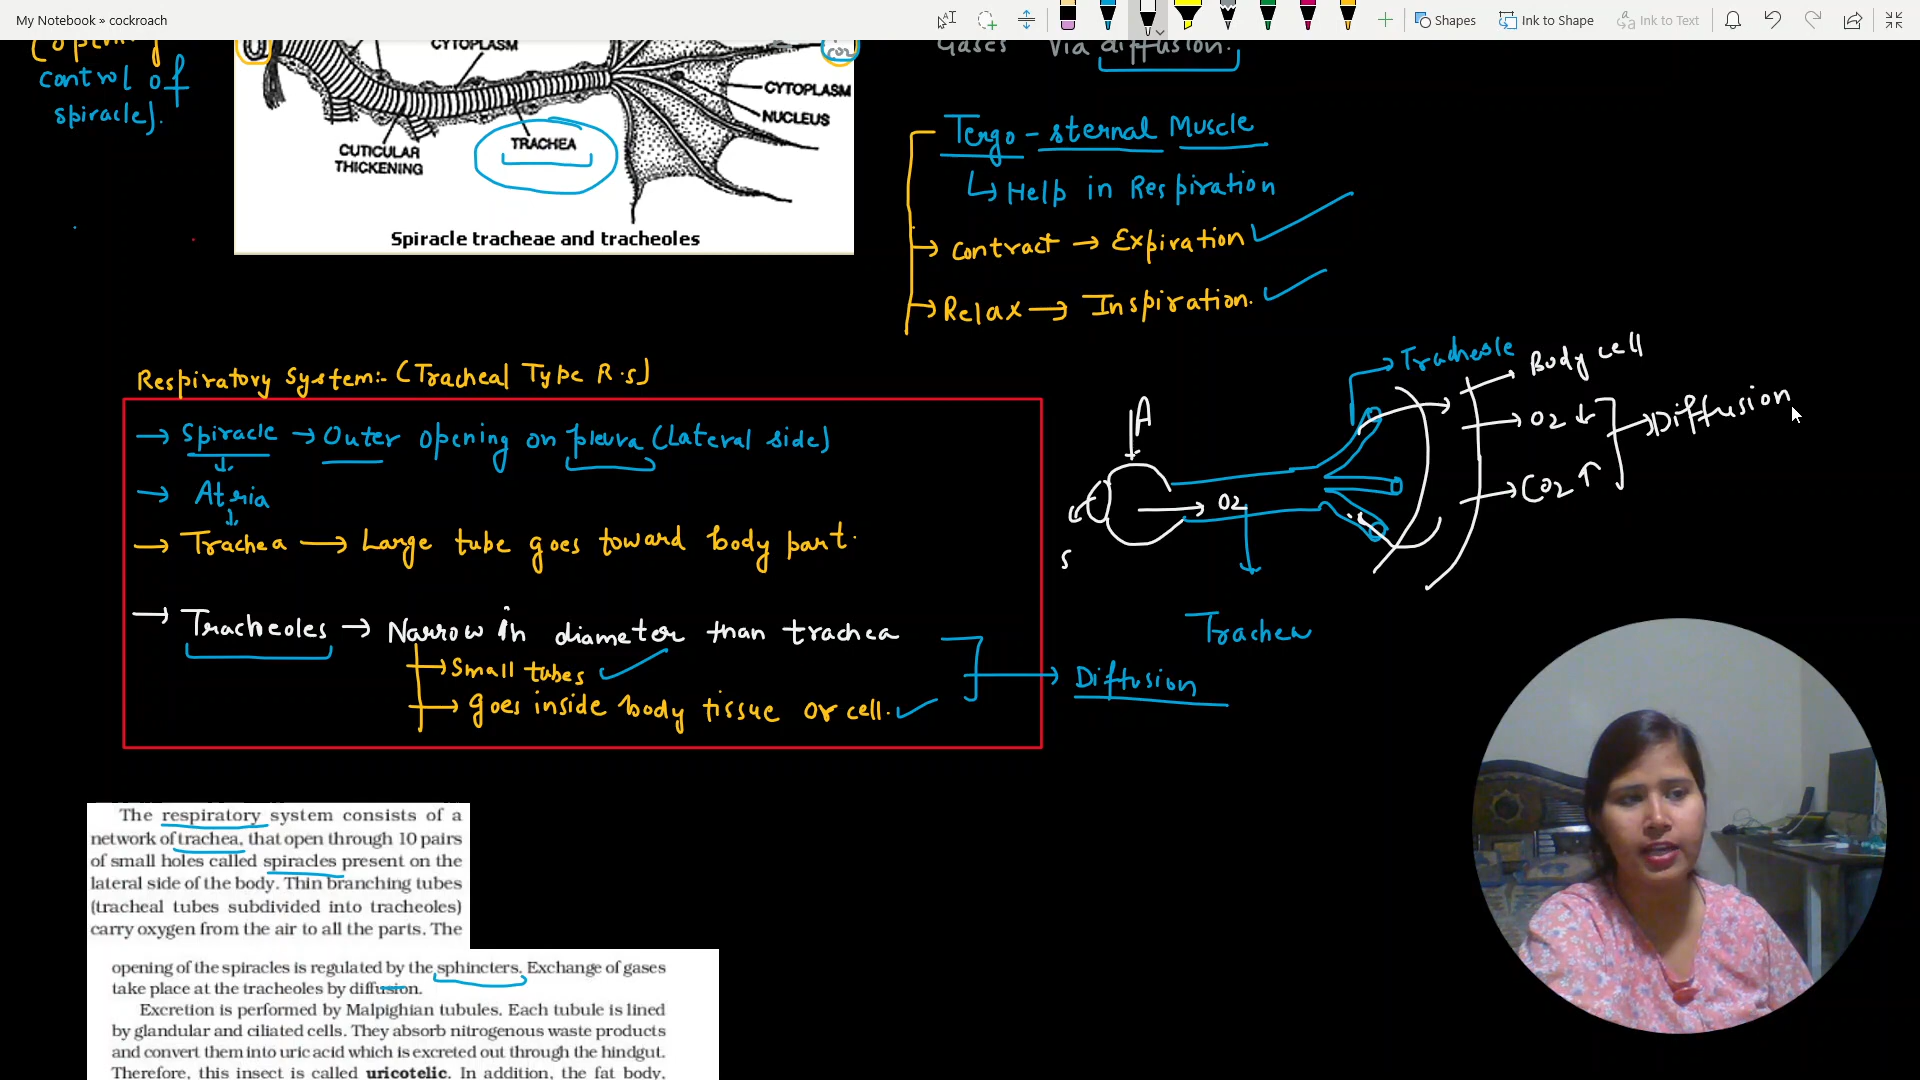 My Notebook » cockroach
Shapes
Ink to Shape
Ink to Text
control of
spiracle).
CYTOPLASM
CYTOPLASM
NUCLEUS
TRACHEA
CUTICULAR
THICKENING
Spiracle tracheae and tracheoles
Gases via diffusion.
Tergo - sternal Muscle
↳ Help in Respiration
→ Contract → Expiration
→ Relax → Inspiration.
Respiratory System:- (Tracheal Type R.s)
→ Spiracle → Outer opening on pleura (Lateral side)
→ Atria
→ Trachea → Large tube goes toward body part.
→ Tracheoles → Narrow in diameter than trachea
→ Small tubes
→ goes inside body tissue or cell.
→ Diffusion
A
S
O2
Trachea
→ Tracheole
Body cell
→ O2 ↓
→ CO2 ↑
→ Diffusion
The respiratory system consists of a
network of trachea, that open through 10 pairs
of small holes called spiracles present on the
lateral side of the body. Thin branching tubes
(tracheal tubes subdivided into tracheoles)
carry oxygen from the air to all the parts. The
opening of the spiracles is regulated by the sphincters. Exchange of gases
take place at the tracheoles by diffusion.
Excretion is performed by Malpighian tubules. Each tubule is lined
by glandular and ciliated cells. They absorb nitrogenous waste products
and convert them into uric acid which is excreted out through the hindgut.
Therefore, this insect is called uricotelic. In addition, the fat body,